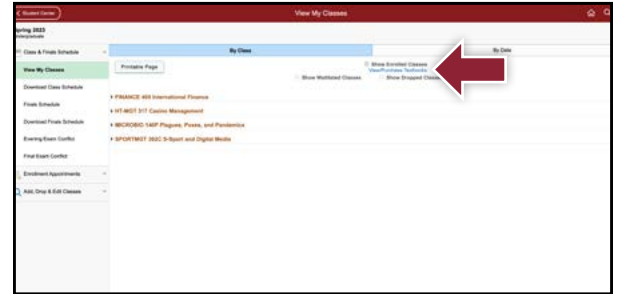 Student Center
View My Classes
Spring 2023
Undergraduate
Class & Finals Schedule
By Class
By Date
View My Classes
Printable Page
Show Enrolled Classes
View/Purchase Textbooks
Show Waitlisted Classes
Show Dropped Classes
Download Class Schedule
FINANCE 406 International Finance
Finals Schedule
HT-MGT 317 Casino Management
Download Finals Schedule
MICROBIO 140P Plagues, Poxes, and Pandemics
Evening Exam Conflict
SPORTMGT 392C E-Sport and Digital Media
Final Exam Conflict
Enrollment Appointments
Add, Drop & Edit Classes